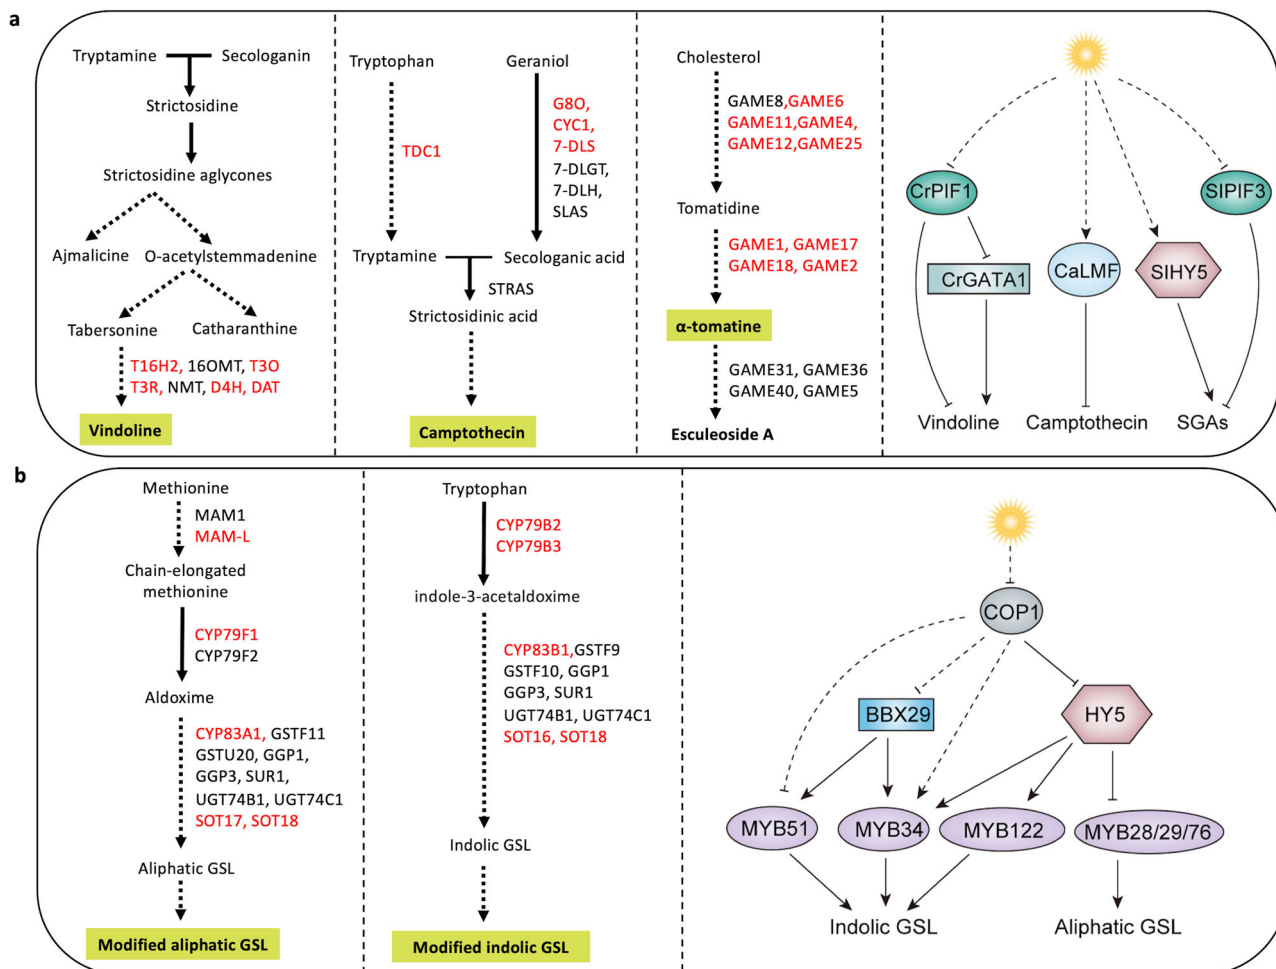 a
Tryptamine
Secologanin
Strictosidine
Strictosidine aglycones
Ajmalicine
O-acetylstemmadenine
Tabersonine
Catharanthine
T16H2, 16OMT, T3O
T3R, NMT, D4H, DAT
Vindoline
Tryptophan
Geraniol
TDC1
G8O,
CYC1,
7-DLS
7-DLGT,
7-DLH,
SLAS
Tryptamine
Secologanic acid
STRAS
Strictosidinic acid
Camptothecin
Cholesterol
GAME8,GAME6
GAME11,GAME4,
GAME12,GAME25
Tomatidine
GAME1, GAME17
GAME18, GAME2
α-tomatine
GAME31, GAME36
GAME40, GAME5
Esculeoside A
CrPIF1
SlPIF3
CrGATA1
CaLMF
SlHY5
Vindoline
Camptothecin
SGAs
b
Methionine
MAM1
MAM-L
Chain-elongated
methionine
CYP79F1
CYP79F2
Aldoxime
CYP83A1, GSTF11
GSTU20, GGP1,
GGP3, SUR1,
UGT74B1, UGT74C1
SOT17, SOT18
Aliphatic GSL
Modified aliphatic GSL
Tryptophan
CYP79B2
CYP79B3
indole-3-acetaldoxime
CYP83B1,GSTF9
GSTF10, GGP1
GGP3, SUR1
UGT74B1, UGT74C1
SOT16, SOT18
Indolic GSL
Modified indolic GSL
COP1
BBX29
HY5
MYB51
MYB34
MYB122
MYB28/29/76
Indolic GSL
Aliphatic GSL